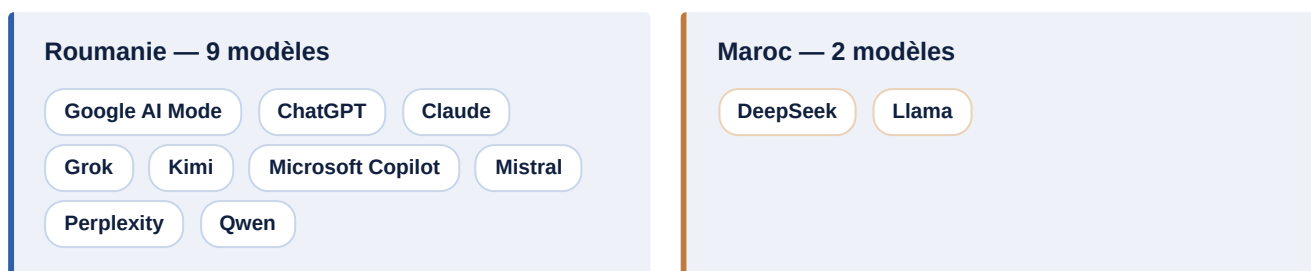 Roumanie — 9 modèles
Google AI Mode ChatGPT Claude
Grok Kimi Microsoft Copilot Mistral
Perplexity Qwen
Maroc — 2 modèles
DeepSeek Llama